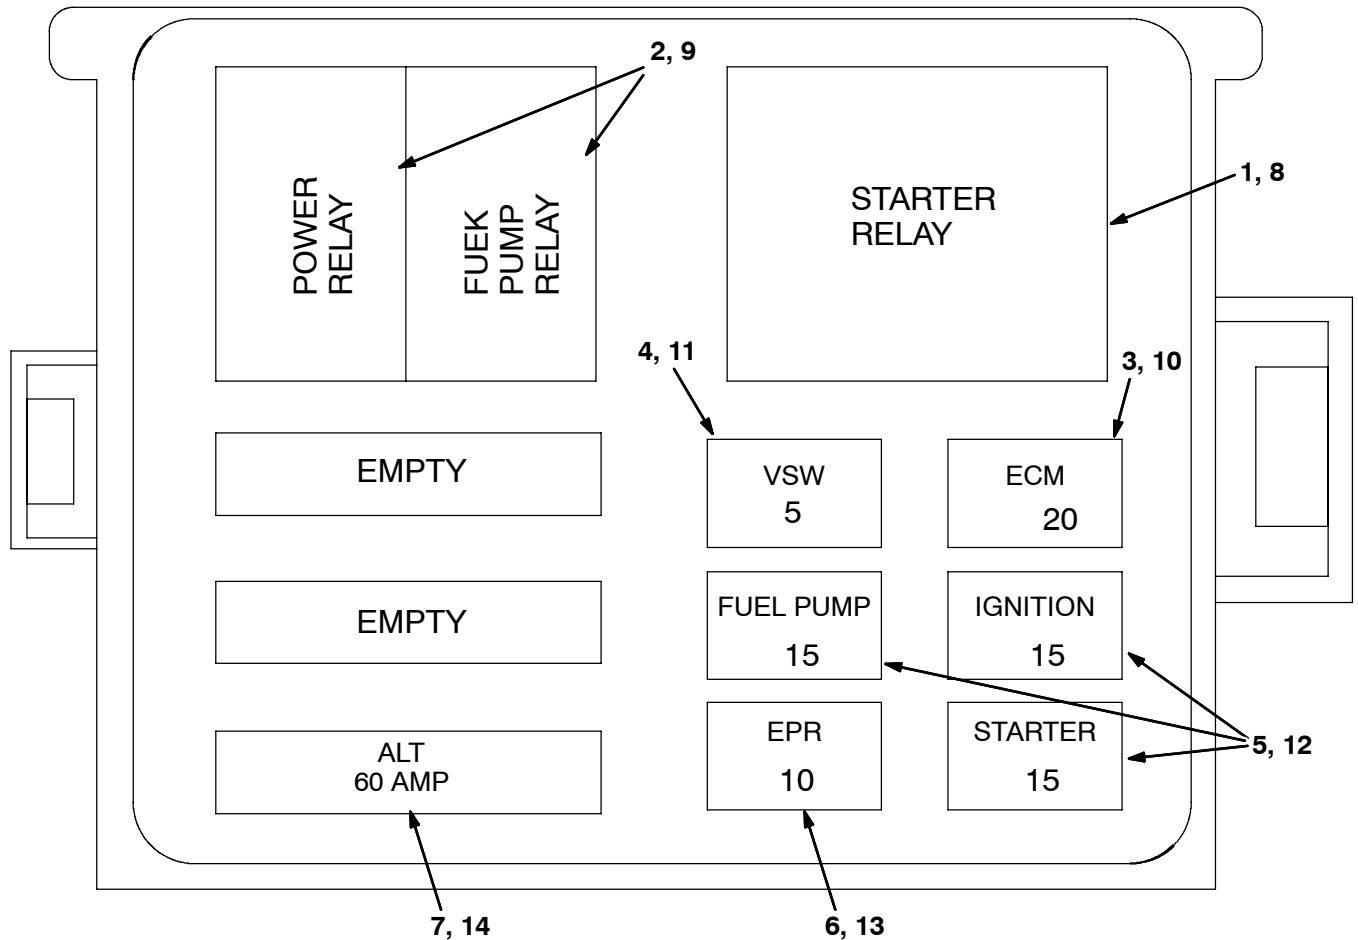 2, 9
1, 8
POWER
RELAY
FUEK
PUMP
RELAY
STARTER
RELAY
4, 11
3, 10
EMPTY
VSW
5
ECM
20
EMPTY
FUEL PUMP
15
IGNITION
15
ALT
60 AMP
EPR
10
STARTER
15
5, 12
7, 14
6, 13